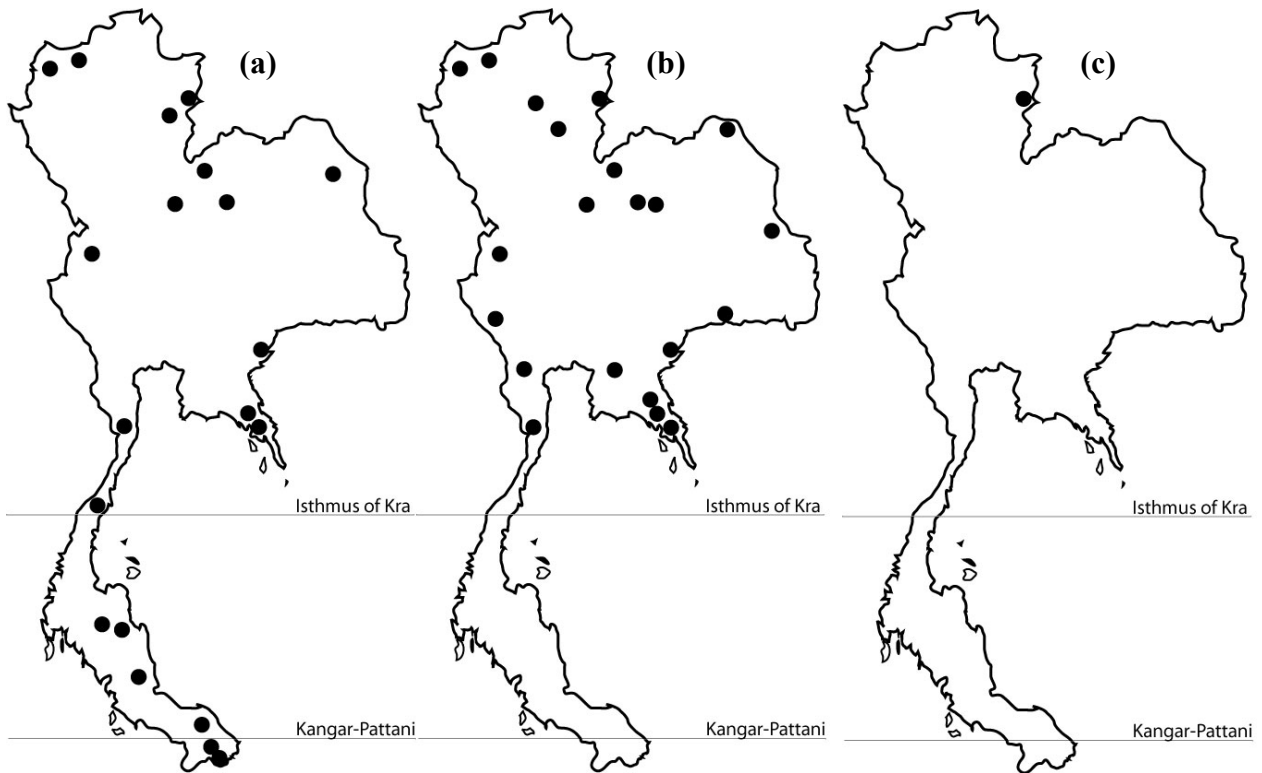 (a)
(b)
(c)
Isthmus of Kra
Isthmus of Kra
Isthmus of Kra
Kangar-Pattani
Kangar-Pattani
Kangar-Pattani